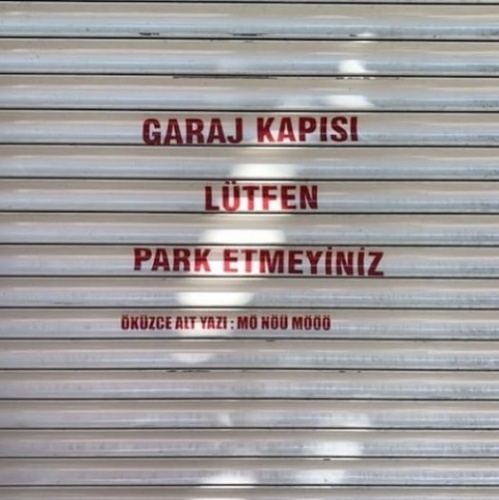 GARAJ KAPISI
LÜTFEN
PARK ETMEYİNİZ
ÖKÜZCE ALT YAZI : MÖ NÖÜ MÖÖÖ